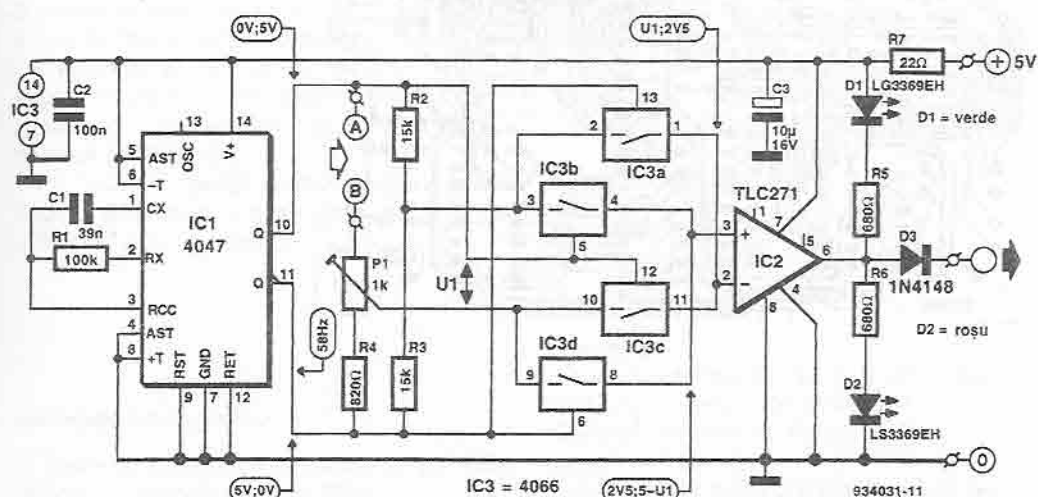 0V;5V
U1;2V5
R7
22Ω
+
5V
14
IC3
7
C2
100n
13
14
OSC
V+
5
AST
6
–T
C1
1
CX
39n
R1
100k
2
RX
3
RCC
4
AST
8
+T
IC1
4047
Q
10
Q
11
RST
GND
RET
9
7
12
A
B
R2
15k
P1
1k
U1
58Hz
R4
820Ω
R3
15k
13
2
1
IC3a
IC3b
3
4
5
12
10
11
IC3c
IC3d
9
8
6
C3
10µ
16V
TLC271
3
+
2
–
1
7
5
6
IC2
8
4
D1
LG3369EH
D1 = verde
R5
680Ω
D3
1N4148
R6
680Ω
D2 = roșu
D2
LS3369EH
0
5V;0V
IC3 = 4066
2V5;5-U1
934031-11